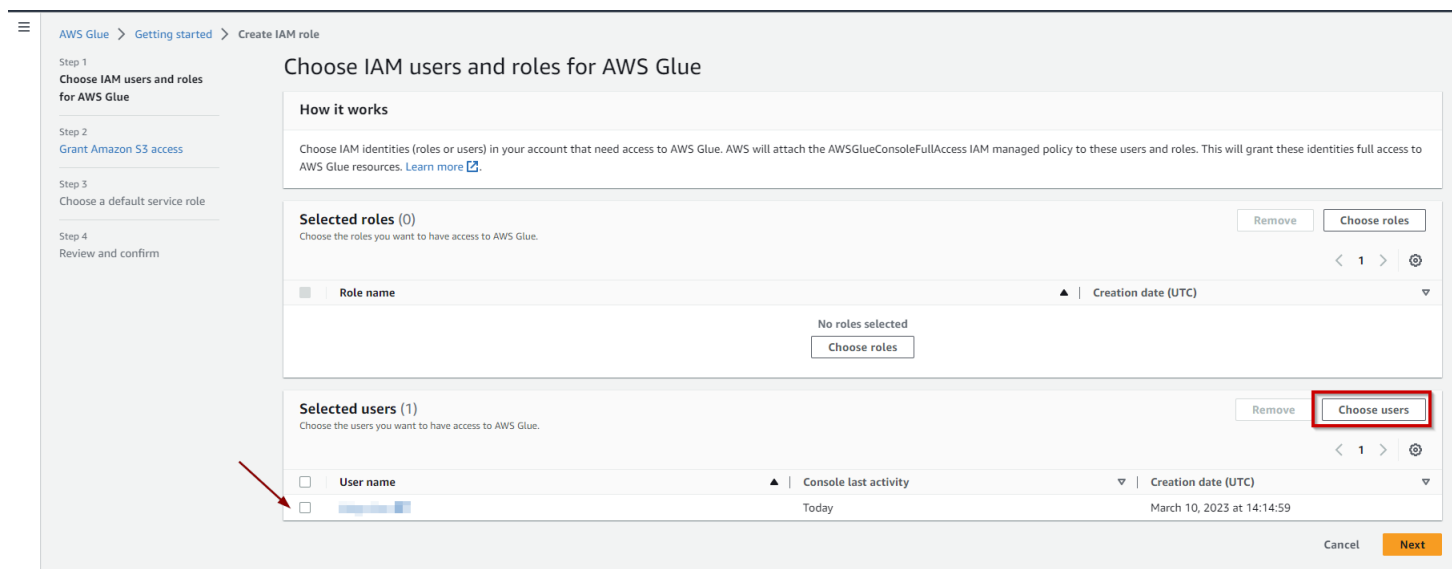 AWS Glue > Getting started > Create IAM role
Step 1
Choose IAM users and roles
for AWS Glue
Step 2
Grant Amazon S3 access
Step 3
Choose a default service role
Step 4
Review and confirm
Choose IAM users and roles for AWS Glue
How it works
Choose IAM identities (roles or users) in your account that need access to AWS Glue. AWS will attach the AWSGlueConsoleFullAccess IAM managed policy to these users and roles. This will grant these identities full access to
AWS Glue resources. Learn more.
Selected roles (0)
Remove
Choose roles
Choose the roles you want to have access to AWS Glue.
< 1 >
Role name
Creation date (UTC)
No roles selected
Choose roles
Selected users (1)
Remove
Choose users
Choose the users you want to have access to AWS Glue.
< 1 >
User name
Console last activity
Creation date (UTC)
Today
March 10, 2023 at 14:14:59
Cancel
Next